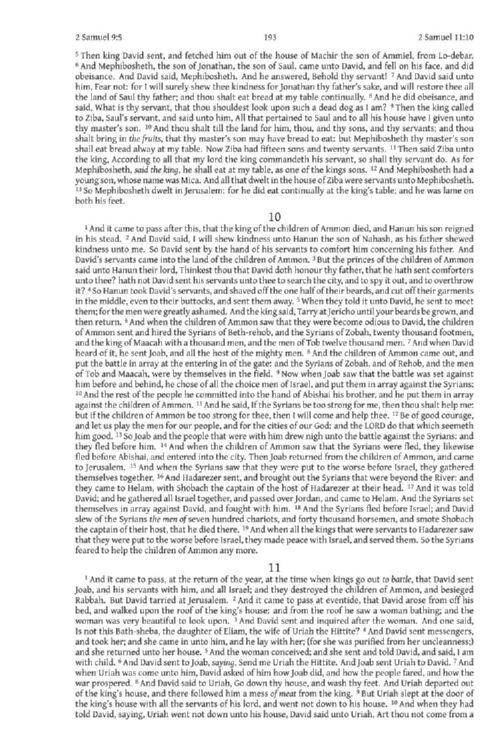 2 Samuel 9:5 193 2 Samuel 11:10
5 Then king David sent, and fetched him out of the house of Machir the son of Ammiel, from Lo-debar.
6 And Mephibosheth, the son of Jonathan, the son of Saul, came unto David, and fell on his face, and did
obeisance. And David said, Mephibosheth. And he answered, Behold thy servant! 7 And David said unto
him, Fear not: for I will surely shew thee kindness for Jonathan thy father's sake, and will restore thee all
the land of Saul thy father; and thou shalt eat bread at my table continually. 8 And he did obeisance, and
said, What is thy servant, that thou shouldest look upon such a dead dog as I am? 9 Then the king called
to Ziba, Saul's servant, and said unto him, All that pertained to Saul and to all his house have I given unto
thy master's son. 10 And thou shalt till the land for him, thou, and thy sons, and thy servants; and thou
shalt bring in the fruits, that thy master's son may have bread to eat: but Mephibosheth thy master's son
shall eat bread alway at my table. Now Ziba had fifteen sons and twenty servants. 11 Then said Ziba unto
the king, According to all that my lord the king commandeth his servant, so shall thy servant do. As for
Mephibosheth, said the king, he shall eat at my table, as one of the kings sons. 12 And Mephibosheth had a
young son, whose name was Mica. And all that dwelt in the house of Ziba were servants unto Mephibosheth.
13 So Mephibosheth dwelt in Jerusalem: for he did eat continually at the king's table; and he was lame on
both his feet.
10
1 And it came to pass after this, that the king of the children of Ammon died, and Hanun his son reigned
in his stead. 2 And David said, I will shew kindness unto Hanun the son of Nahash, as his father shewed
kindness unto me. So David sent by the hand of his servants to comfort him concerning his father. And
David's servants came into the land of the children of Ammon. 3 But the princes of the children of Ammon
said unto Hanun their lord, Thinkest thou that David doth honour thy father, that he hath sent comforters
unto thee? hath not David sent his servants unto thee to search the city, and to spy it out, and to overthrow
it? 4 So Hanun took David's servants, and shaved off the one half of their beards, and cut off their garments
in the middle, even to their buttocks, and sent them away. 5 When they told it unto David, he sent to meet
them; for the men were greatly ashamed. And the king said, Tarry at Jericho until your beards be grown, and
then return. 6 And when the children of Ammon saw that they were become odious to David, the children
of Ammon sent and hired the Syrians of Beth-rehob, and the Syrians of Zobah, twenty thousand footmen,
and the king of Maacah with a thousand men, and the men of Tob twelve thousand men. 7 And when David
heard of it, he sent Joab, and all the host of the mighty men. 8 And the children of Ammon came out, and
put the battle in array at the entering in of the gate: and the Syrians of Zobah, and of Rehob, and the men
of Tob and Maacah, were by themselves in the field. 9 Now when Joab saw that the battle was set against
him before and behind, he chose of all the choice men of Israel, and put them in array against the Syrians:
10 And the rest of the people he committed into the hand of Abishai his brother, and he put them in array
against the children of Ammon. 11 And he said, If the Syrians be too strong for me, then thou shalt help me:
but if the children of Ammon be too strong for thee, then I will come and help thee. 12 Be of good courage,
and let us play the men for our people, and for the cities of our God: and the LORD do that which seemeth
him good. 13 So Joab and the people that were with him drew nigh unto the battle against the Syrians: and
they fled before him. 14 And when the children of Ammon saw that the Syrians were fled, they likewise
fled before Abishai, and entered into the city. Then Joab returned from the children of Ammon, and came
to Jerusalem. 15 And when the Syrians saw that they were put to the worse before Israel, they gathered
themselves together. 16 And Hadarezer sent, and brought out the Syrians that were beyond the River: and
they came to Helam, with Shobach the captain of the host of Hadarezer at their head. 17 And it was told
David; and he gathered all Israel together, and passed over Jordan, and came to Helam. And the Syrians set
themselves in array against David, and fought with him. 18 And the Syrians fled before Israel; and David
slew of the Syrians the men of seven hundred chariots, and forty thousand horsemen, and smote Shobach
the captain of their host, that he died there. 19 And when all the kings that were servants to Hadarezer saw
that they were put to the worse before Israel, they made peace with Israel, and served them. So the Syrians
feared to help the children of Ammon any more.
11
1 And it came to pass, at the return of the year, at the time when kings go out to battle, that David sent
Joab, and his servants with him, and all Israel; and they destroyed the children of Ammon, and besieged
Rabbah. But David tarried at Jerusalem. 2 And it came to pass at eventide, that David arose from off his
bed, and walked upon the roof of the king's house: and from the roof he saw a woman bathing; and the
woman was very beautiful to look upon. 3 And David sent and inquired after the woman. And one said,
Is not this Bath-sheba, the daughter of Eliam, the wife of Uriah the Hittite? 4 And David sent messengers,
and took her; and she came in unto him, and he lay with her; (for she was purified from her uncleanness;)
and she returned unto her house. 5 And the woman conceived; and she sent and told David, and said, I am
with child. 6 And David sent to Joab, saying, Send me Uriah the Hittite. And Joab sent Uriah to David. 7 And
when Uriah was come unto him, David asked of him how Joab did, and how the people fared, and how the
war prospered. 8 And David said to Uriah, Go down thy house, and wash thy feet. And Uriah departed out
of the king's house, and there followed him a mess of meat from the king. 9 But Uriah slept at the door of
the king's house with all the servants of his lord, and went not down to his house. 10 And when they had
told David, saying, Uriah went not down unto his house, David said unto Uriah, Art thou not come from a